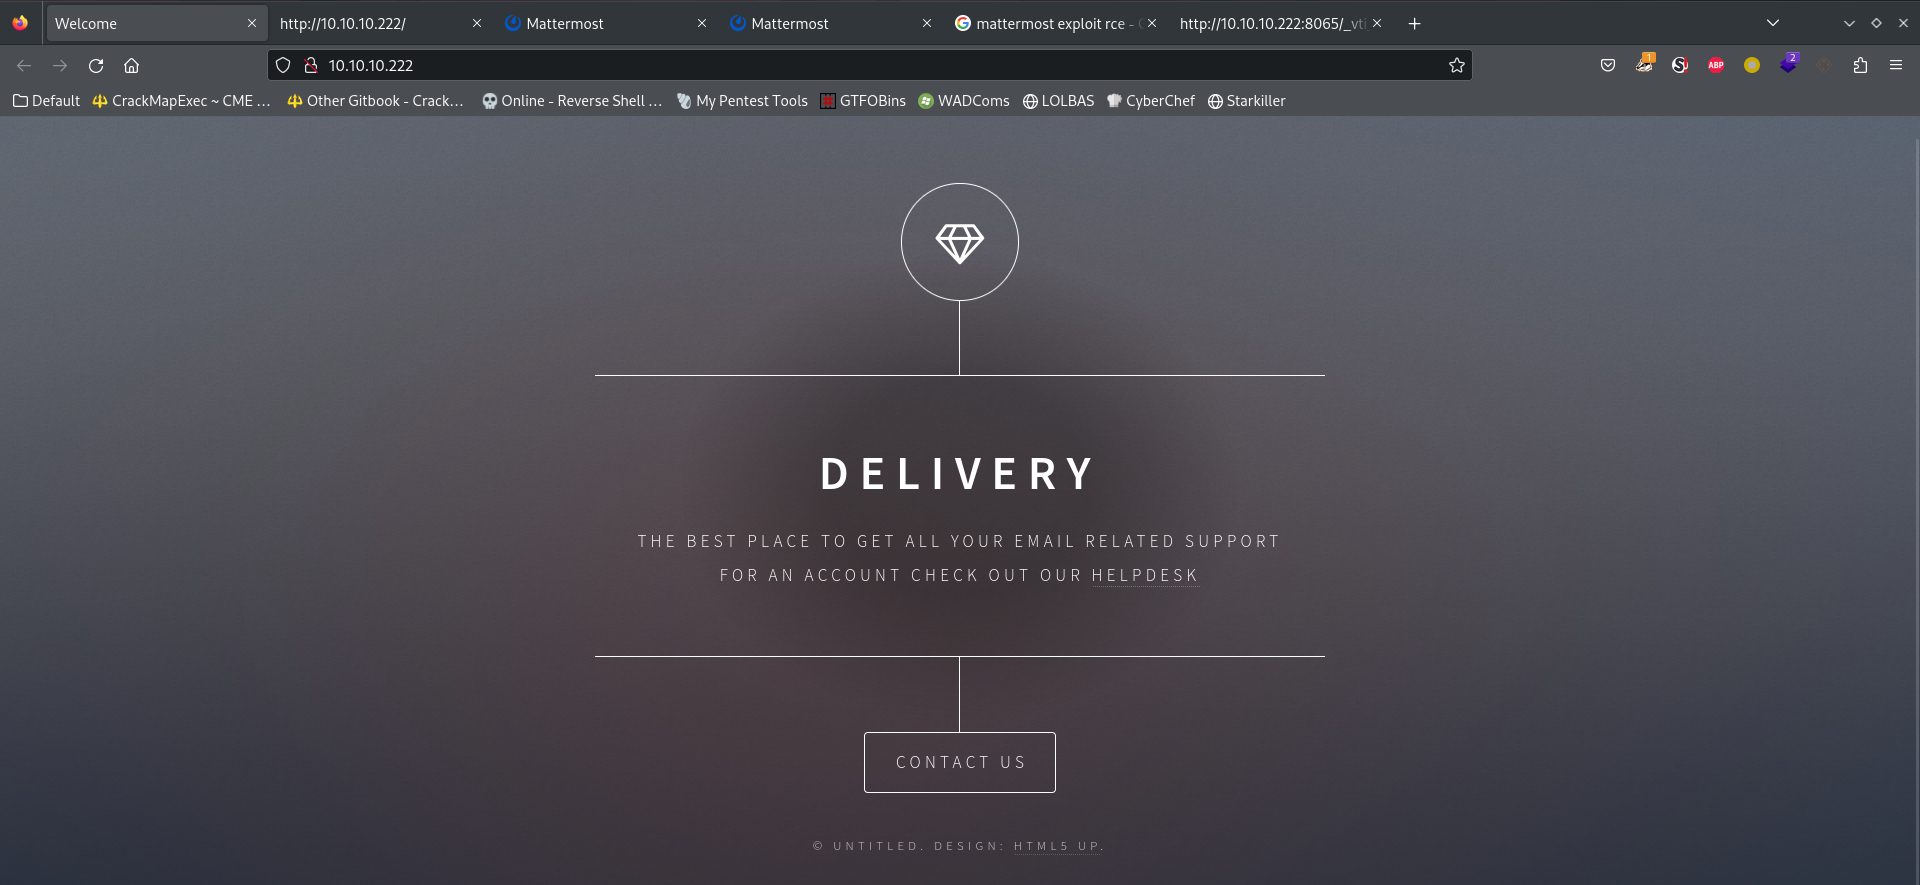 Welcome
http://10.10.10.222/
Mattermost
Mattermost
mattermost exploit rce -
http://10.10.10.222:8065/_vti
10.10.10.222
1
ABP
2
Default
CrackMapExec ~ CME ...
Other Gitbook - Crack...
Online - Reverse Shell ...
My Pentest Tools
GTFOBins
WADComs
LOLBAS
CyberChef
Starkiller
DELIVERY
THE BEST PLACE TO GET ALL YOUR EMAIL RELATED SUPPORT
FOR AN ACCOUNT CHECK OUT OUR HELPDESK
CONTACT US
© UNTITLED. DESIGN: HTML5 UP.